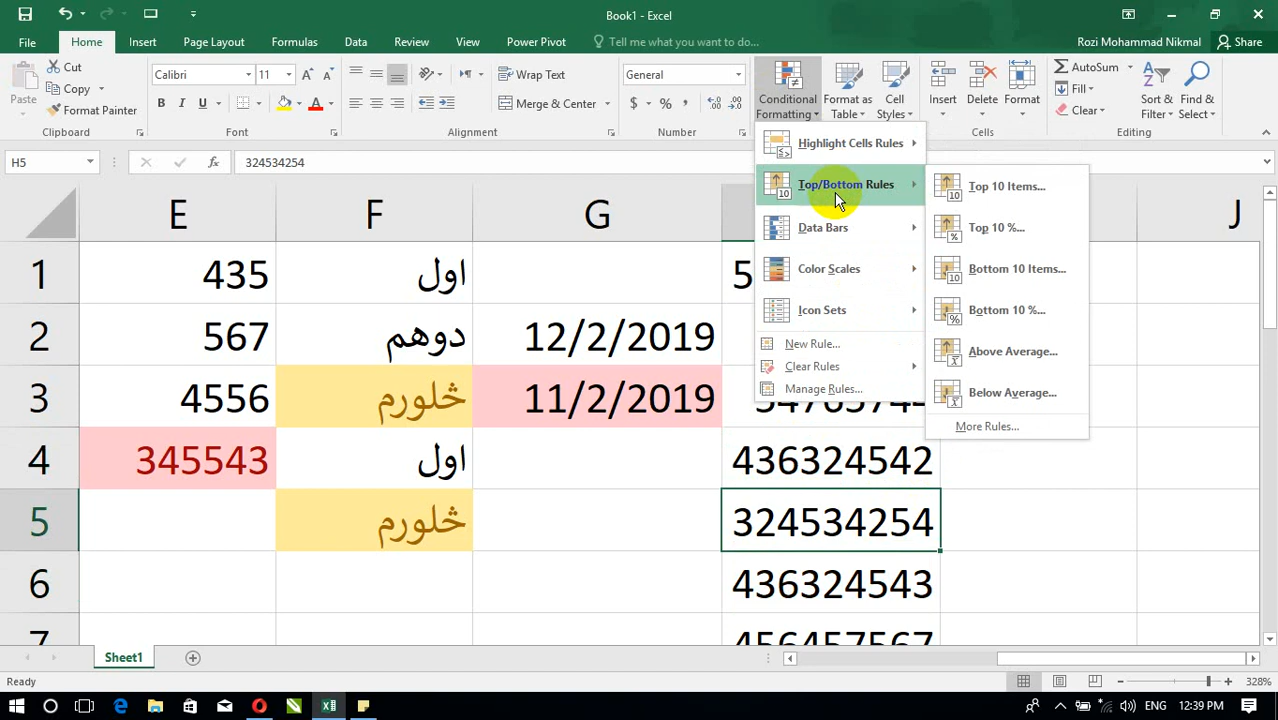 Book1 - Excel
File Home Insert Page Layout Formulas Data Review View Power Pivot Tell me what you want to do... Rozi Mohammad Nikmal Share
Paste Cut Copy Format Painter Clipboard
Calibri 11 A A B I U A Font
Wrap Text Merge & Center Alignment
General $ % , Number
Conditional Formatting Format as Table Cell Styles
Insert Delete Format Cells
AutoSum Fill Clear Sort & Filter Find & Select Editing
H5 fx 324534254
Highlight Cells Rules
Top/Bottom Rules
Data Bars
Color Scales
Icon Sets
New Rule...
Clear Rules
Manage Rules...
Top 10 Items...
Top 10 %...
Bottom 10 Items...
Bottom 10 %...
Above Average...
Below Average...
More Rules...
E F G J
1 435 اول 5
2 567 دوهم 12/2/2019
3 4556 څلورم 11/2/2019
4 345543 اول 436324542
5 څلورم 324534254
6 436324543
7 456457567
Sheet1
Ready 328%
ENG 12:39 PM